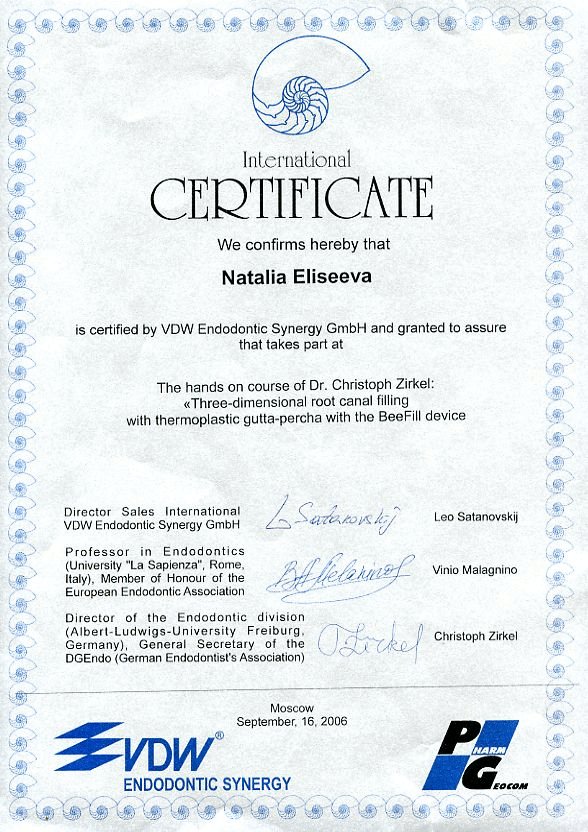 International
CERTIFICATE
We confirms hereby that
Natalia Eliseeva
is certified by VDW Endodontic Synergy GmbH and granted to assure
that takes part at
The hands on course of Dr. Christoph Zirkel:
«Three-dimensional root canal filling
with thermoplastic gutta-percha with the BeeFill device
Director Sales International
VDW Endodontic Synergy GmbH
L Satanovskij
Leo Satanovskij
Professor in Endodontics
(University "La Sapienza", Rome,
Italy), Member of Honour of the
European Endodontic Association
Vinio Malagnino
Director of the Endodontic division
(Albert-Ludwigs-University Freiburg,
Germany), General Secretary of the
DGEndo (German Endodontist's Association)
Zirkel
Christoph Zirkel
Moscow
September, 16, 2006
VDW®
ENDODONTIC SYNERGY
PHARM
GEOCOM